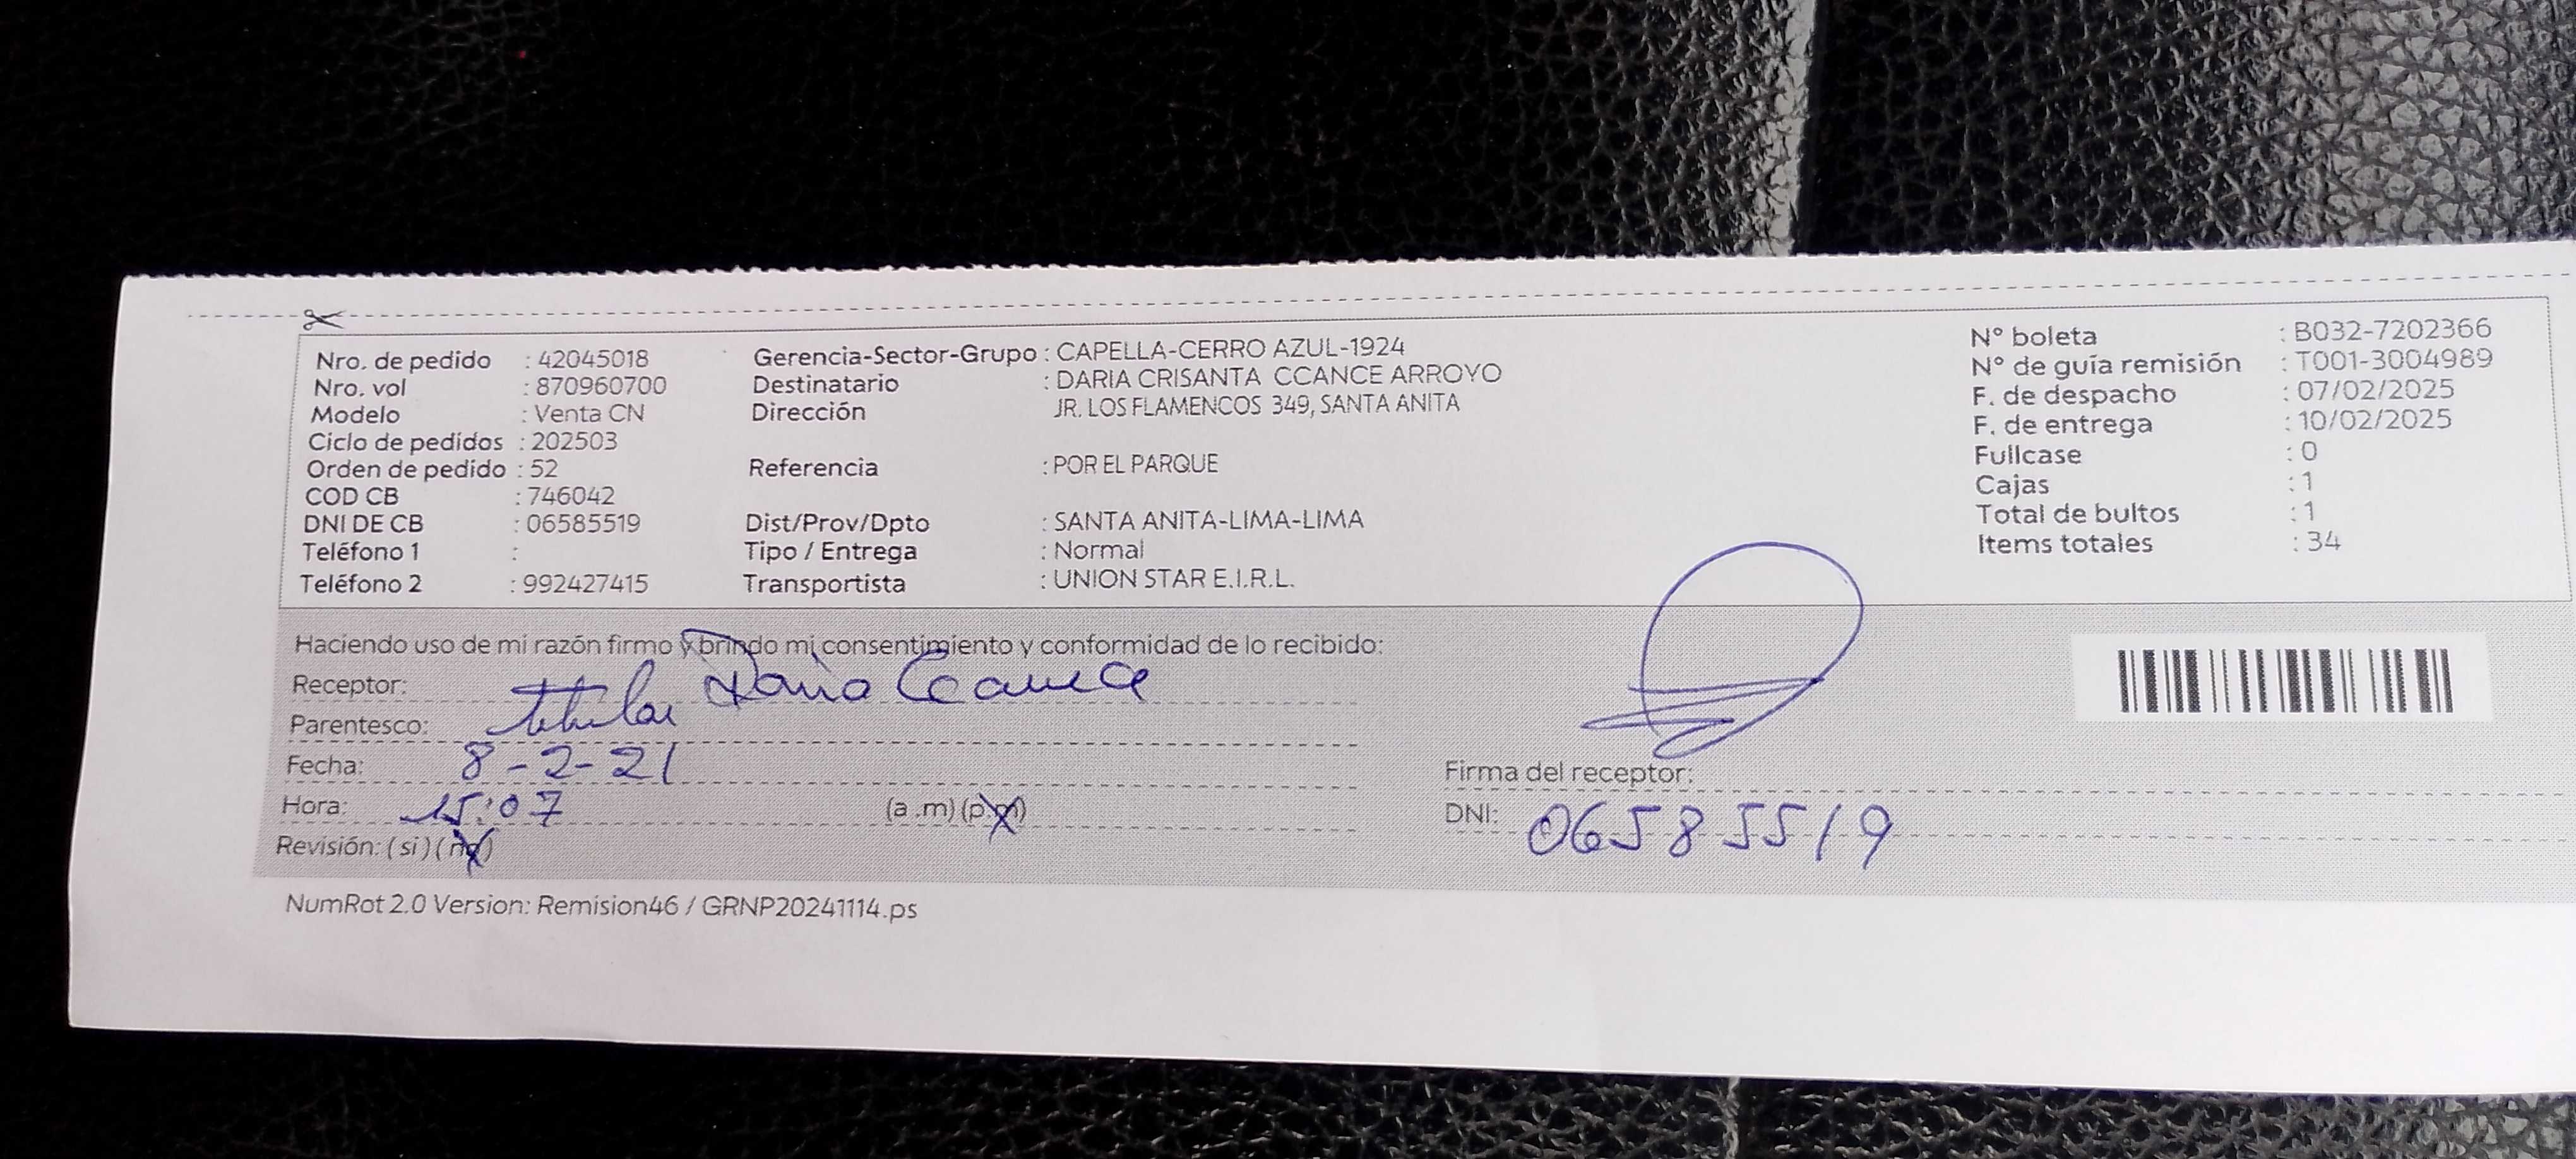 Nro. de pedido : 42045018
Nro. vol : 870960700
Modelo : Venta CN
Ciclo de pedidos : 202503
Orden de pedido : 52
COD CB : 746042
DNI DE CB : 06585519
Teléfono 1 :
Teléfono 2 : 992427415
Gerencia-Sector-Grupo : CAPELLA-CERRO AZUL-1924
Destinatario : DARIA CRISANTA CCANCE ARROYO
Dirección JR. LOS FLAMENCOS 349, SANTA ANITA
Referencia : POR EL PARQUE
Dist/Prov/Dpto : SANTA ANITA-LIMA-LIMA
Tipo / Entrega : Normal
Transportista : UNION STAR E.I.R.L.
N° boleta : B032-7202366
N° de guía remisión : T001-3004989
F. de despacho : 07/02/2025
F. de entrega : 10/02/2025
Fullcase : 0
Cajas : 1
Total de bultos : 1
Items totales : 34
Haciendo uso de mi razón firmo y brindo mi consentimiento y conformidad de lo recibido:
Receptor: Daria Ccance
Parentesco: titular
Fecha: 8-2-21
Hora: 15:07 (a .m) (p.m)
Revisión: ( si ) ( no )
Firma del receptor:
DNI: 06585519
NumRot 2.0 Version: Remision46 / GRNP20241114.ps